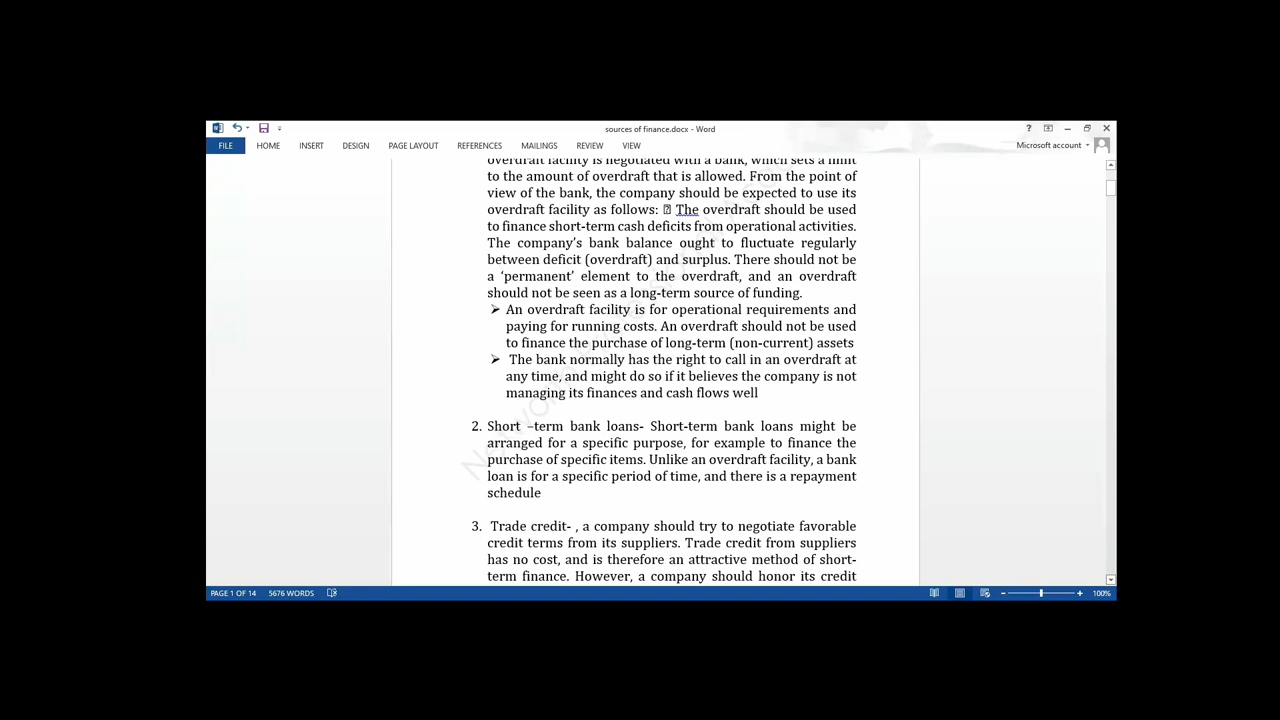 sources of finance.docx - Word
?
FILE HOME INSERT DESIGN PAGE LAYOUT REFERENCES MAILINGS REVIEW VIEW Microsoft account
overdraft facility is negotiated with a bank, which sets a limit
to the amount of overdraft that is allowed. From the point of
view of the bank, the company should be expected to use its
overdraft facility as follows: The overdraft should be used
to finance short-term cash deficits from operational activities.
The company's bank balance ought to fluctuate regularly
between deficit (overdraft) and surplus. There should not be
a ‘permanent’ element to the overdraft, and an overdraft
should not be seen as a long-term source of funding.
➢ An overdraft facility is for operational requirements and
paying for running costs. An overdraft should not be used
to finance the purchase of long-term (non-current) assets
➢ The bank normally has the right to call in an overdraft at
any time, and might do so if it believes the company is not
managing its finances and cash flows well
2. Short –term bank loans- Short-term bank loans might be
arranged for a specific purpose, for example to finance the
purchase of specific items. Unlike an overdraft facility, a bank
loan is for a specific period of time, and there is a repayment
schedule
3. Trade credit- , a company should try to negotiate favorable
credit terms from its suppliers. Trade credit from suppliers
has no cost, and is therefore an attractive method of short-
term finance. However, a company should honor its credit
PAGE 1 OF 14 5676 WORDS 100%